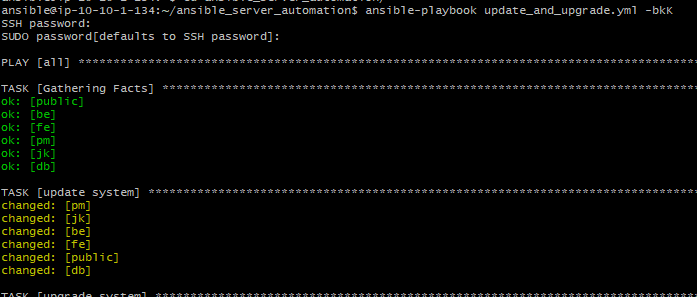 ansible@ip-10-10-1-134:~/ansible_server_automation$ ansible-playbook update_and_upgrade.yml -bkK
SSH password:
SUDO password[defaults to SSH password]:
PLAY [all] ******************************************************************************************
TASK [Gathering Facts] ******************************************************************************
ok: [public]
ok: [be]
ok: [fe]
ok: [pm]
ok: [jk]
ok: [db]
TASK [update system] ********************************************************************************
changed: [pm]
changed: [jk]
changed: [be]
changed: [fe]
changed: [public]
changed: [db]
TASK [upgrade system] *******************************************************************************